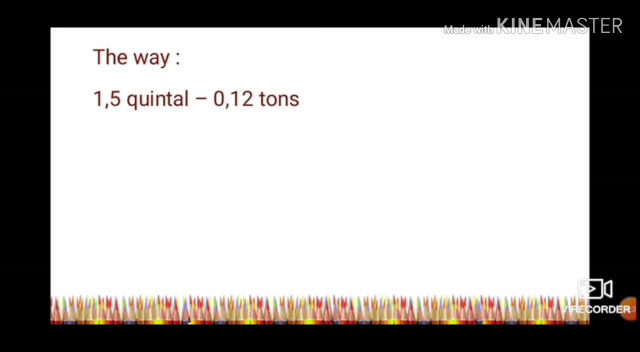 Made with KINEMASTER
The way :
1,5 quintal – 0,12 tons
RECORDER